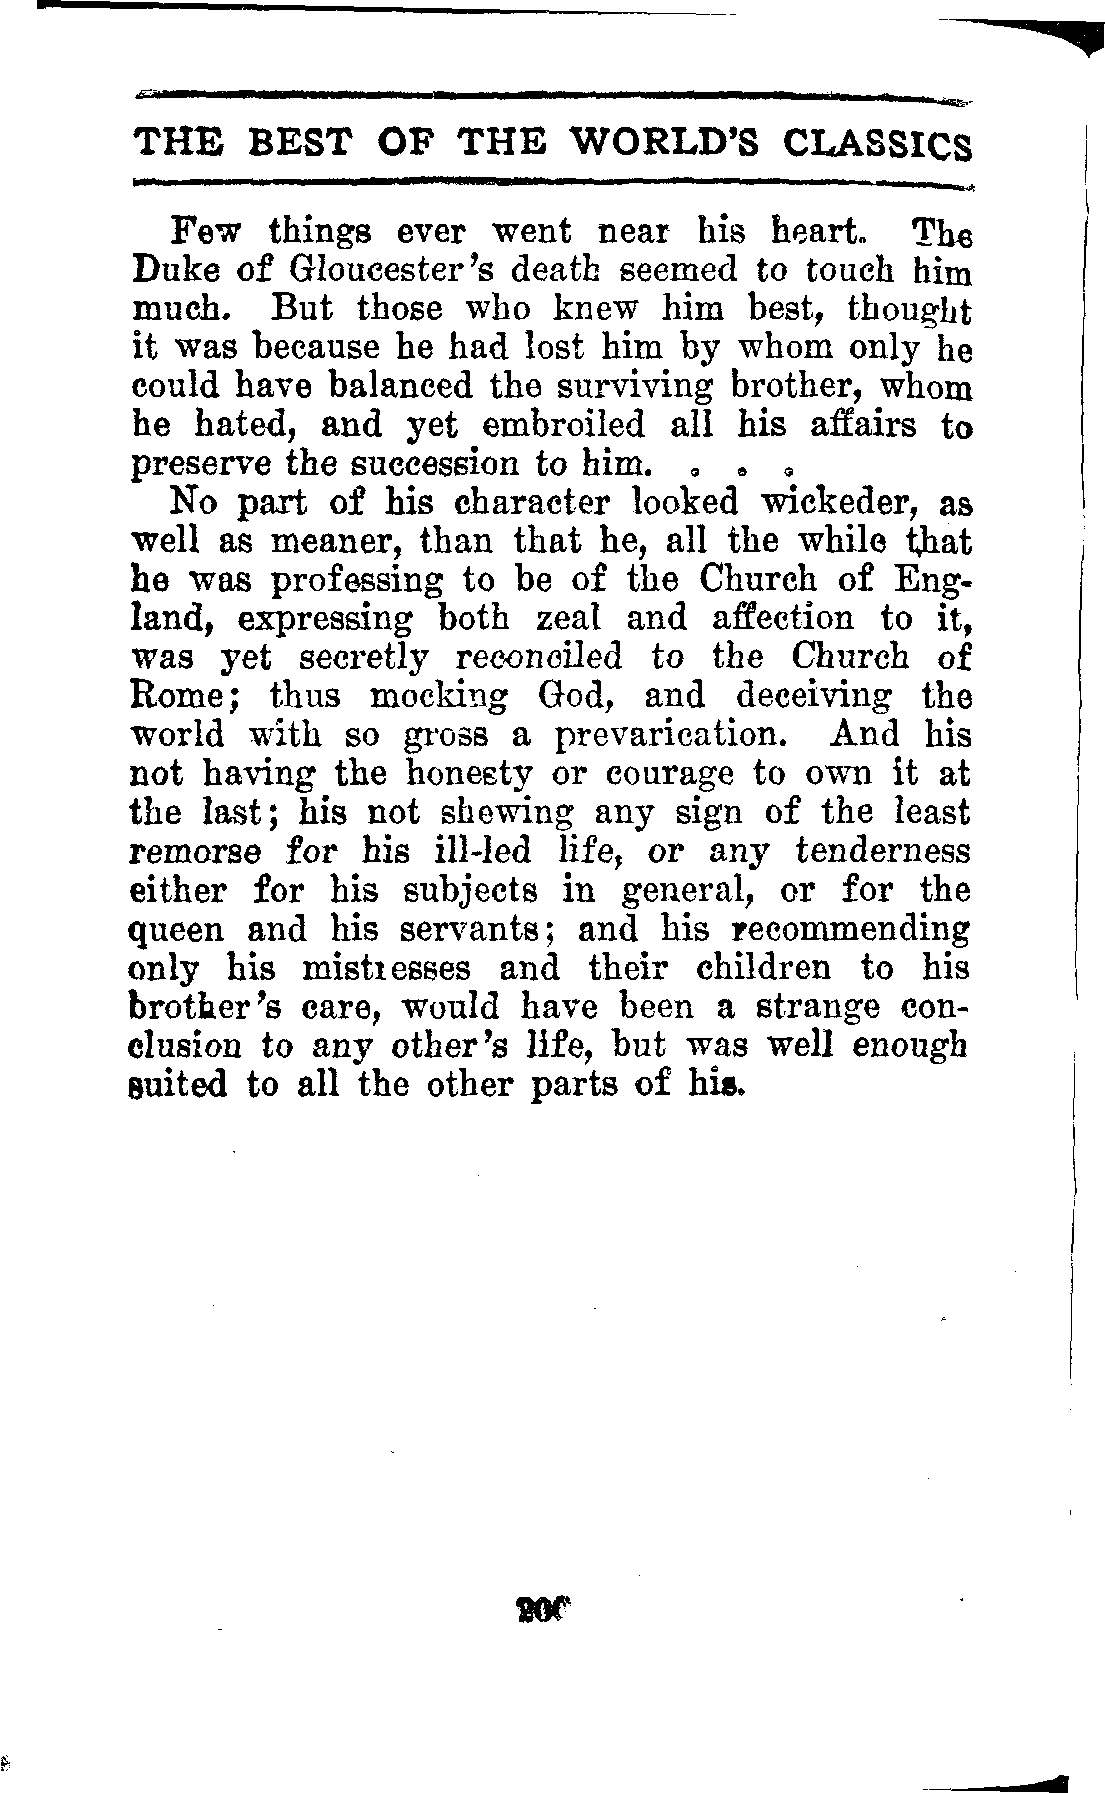 THE BEST OF THE WORLD'S CLASSICS
Few things ever went near his heart. The
Duke of Gloucester's death seemed to touch him
much. But those who knew him best, thought
it was because he had lost him by whom only he
could have balanced the surviving brother, whom
he hated, and yet embroiled all his affairs to
preserve the succession to him. . . .
No part of his character looked wickeder, as
well as meaner, than that he, all the while that
he was professing to be of the Church of Eng-
land, expressing both zeal and affection to it,
was yet secretly reconciled to the Church of
Rome; thus mocking God, and deceiving the
world with so gross a prevarication. And his
not having the honesty or courage to own it at
the last; his not shewing any sign of the least
remorse for his ill-led life, or any tenderness
either for his subjects in general, or for the
queen and his servants; and his recommending
only his mistresses and their children to his
brother's care, would have been a strange con-
clusion to any other's life, but was well enough
suited to all the other parts of his.